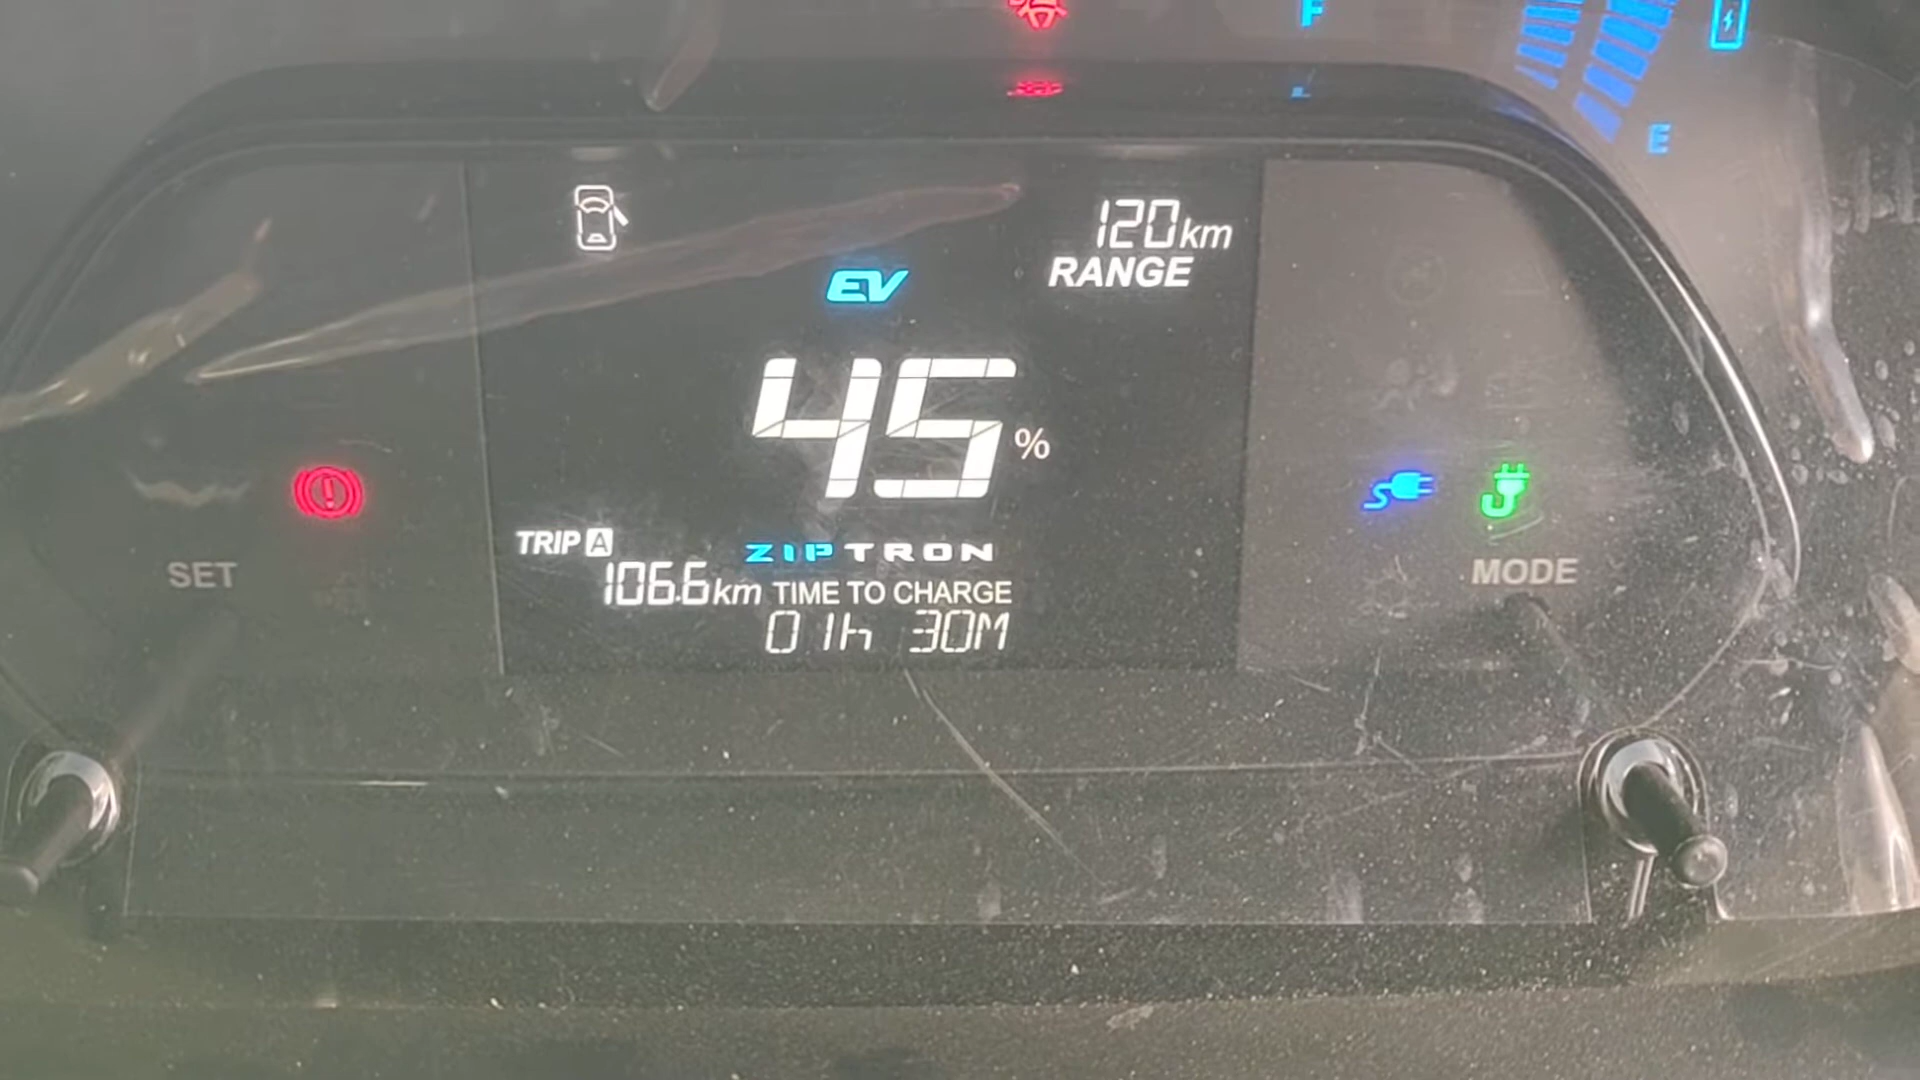 F
E
120km
RANGE
EV
45%
TRIP A
106.6km
ZIPTRON
TIME TO CHARGE
01h 30M
SET
MODE